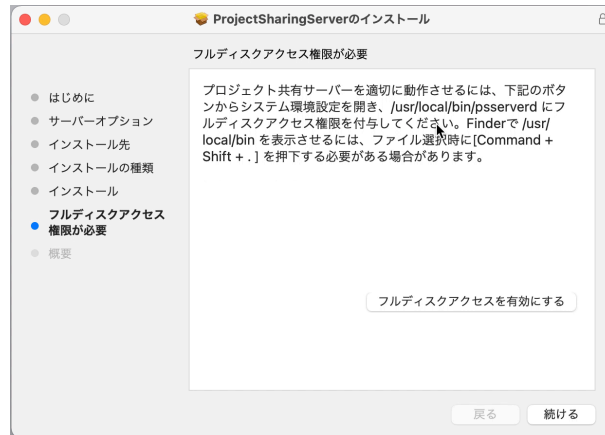 ProjectSharingServerのインストール
フルディスクアクセス権限が必要
はじめに
サーバーオプション
インストール先
インストールの種類
インストール
フルディスクアクセス
権限が必要
概要
プロジェクト共有サーバーを適切に動作させるには、下記のボタ
ンからシステム環境設定を開き、/usr/local/bin/psserverd にフ
ルディスクアクセス権限を付与してください。Finderで /usr/
local/bin を表示させるには、ファイル選択時に[Command +
Shift + . ] を押下する必要がある場合があります。
フルディスクアクセスを有効にする
戻る
続ける